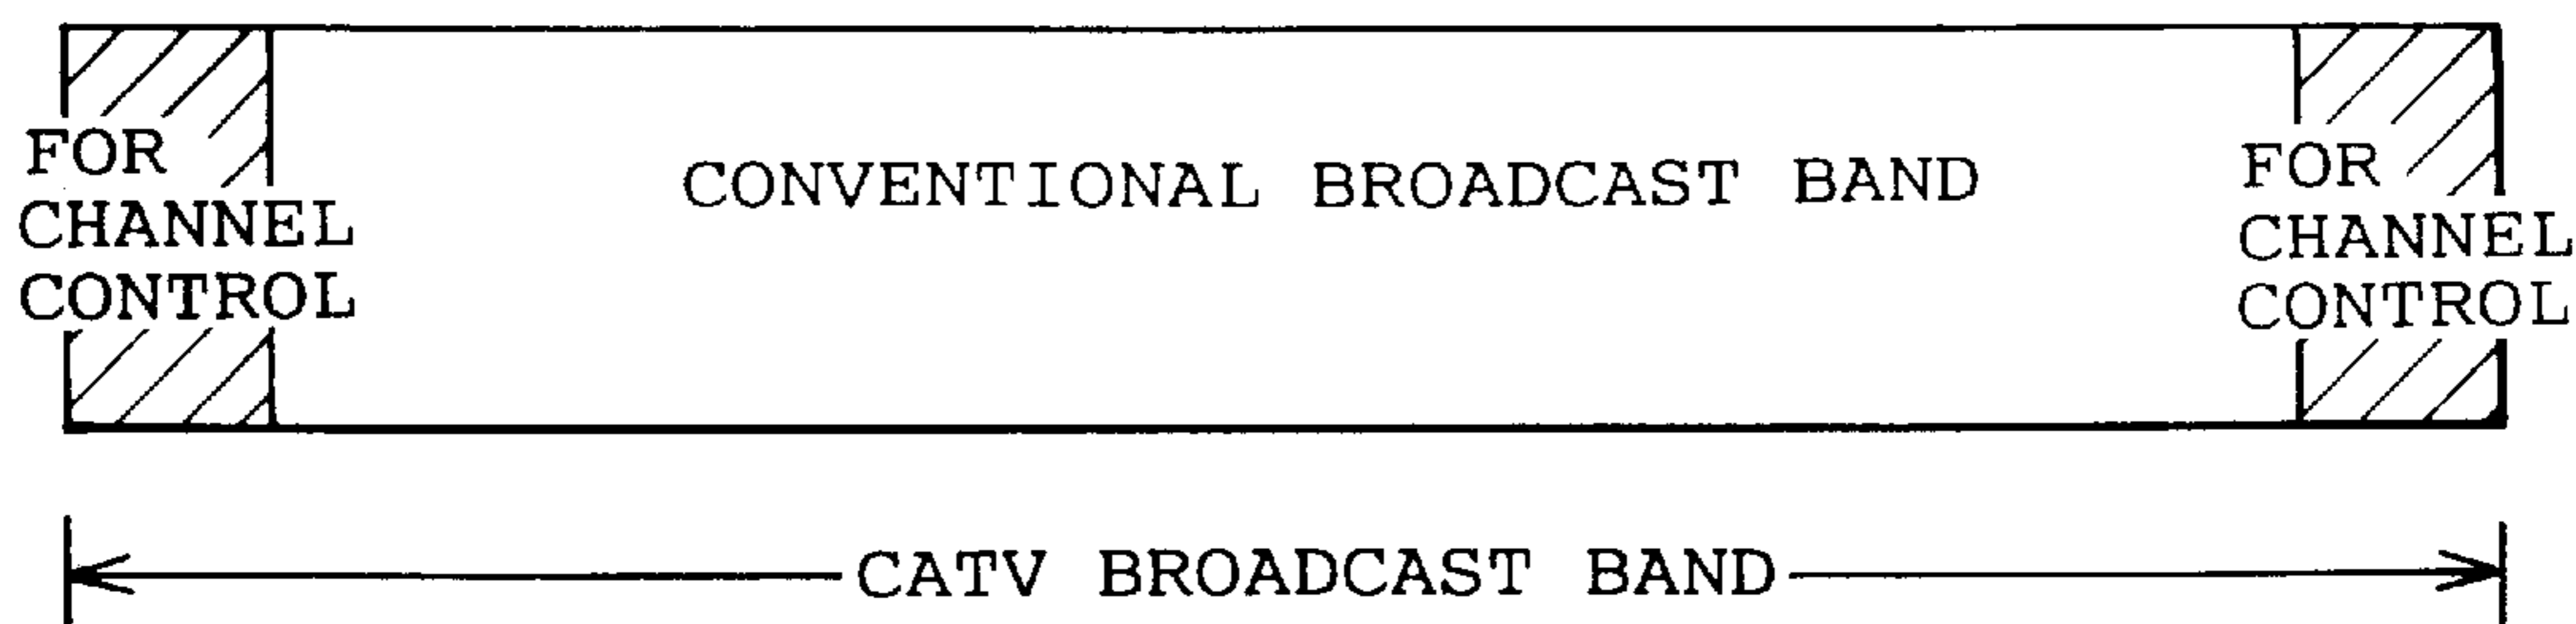 FOR
CHANNEL
CONTROL
CONVENTIONAL BROADCAST BAND
FOR
CHANNEL
CONTROL
CATV BROADCAST BAND